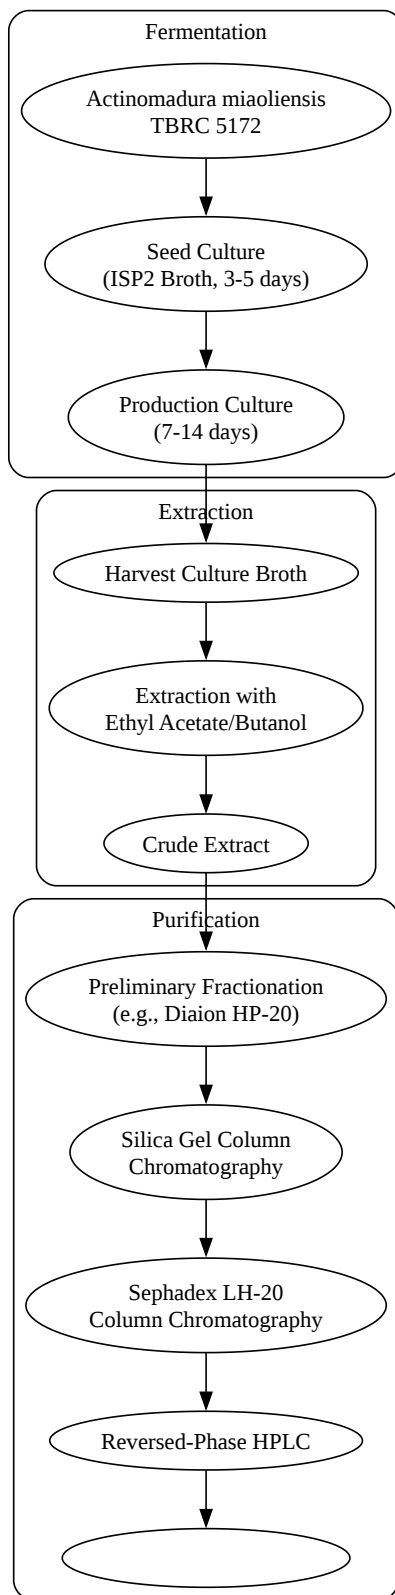 Fermentation
Actinomadura miaoliensis
TBRC 5172
Seed Culture
(ISP2 Broth, 3-5 days)
Production Culture
(7-14 days)
Extraction
Harvest Culture Broth
Extraction with
Ethyl Acetate/Butanol
Crude Extract
Purification
Preliminary Fractionation
(e.g., Diaion HP-20)
Silica Gel Column
Chromatography
Sephadex LH-20
Column Chromatography
Reversed-Phase HPLC